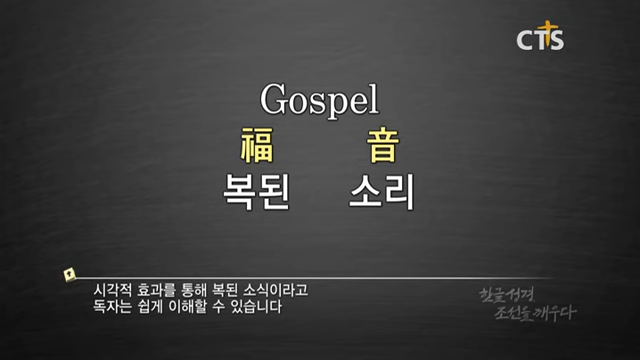 CTS
Gospel
福 音
복된 소리
시각적 효과를 통해 복된 소식이라고
독자는 쉽게 이해할 수 있습니다
한글성경
조선을 깨우다